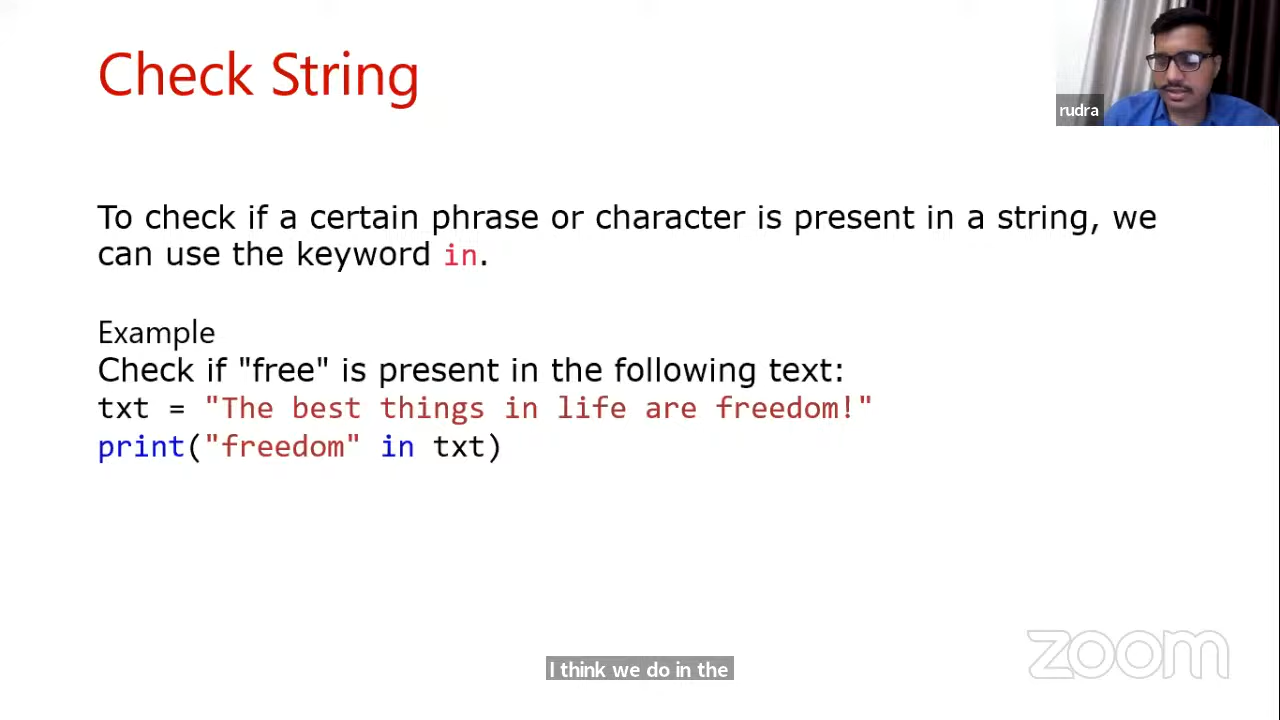 Check String
rudra
To check if a certain phrase or character is present in a string, we
can use the keyword in.
Example
Check if "free" is present in the following text:
txt = "The best things in life are freedom!"
print("freedom" in txt)
I think we do in the
zoom